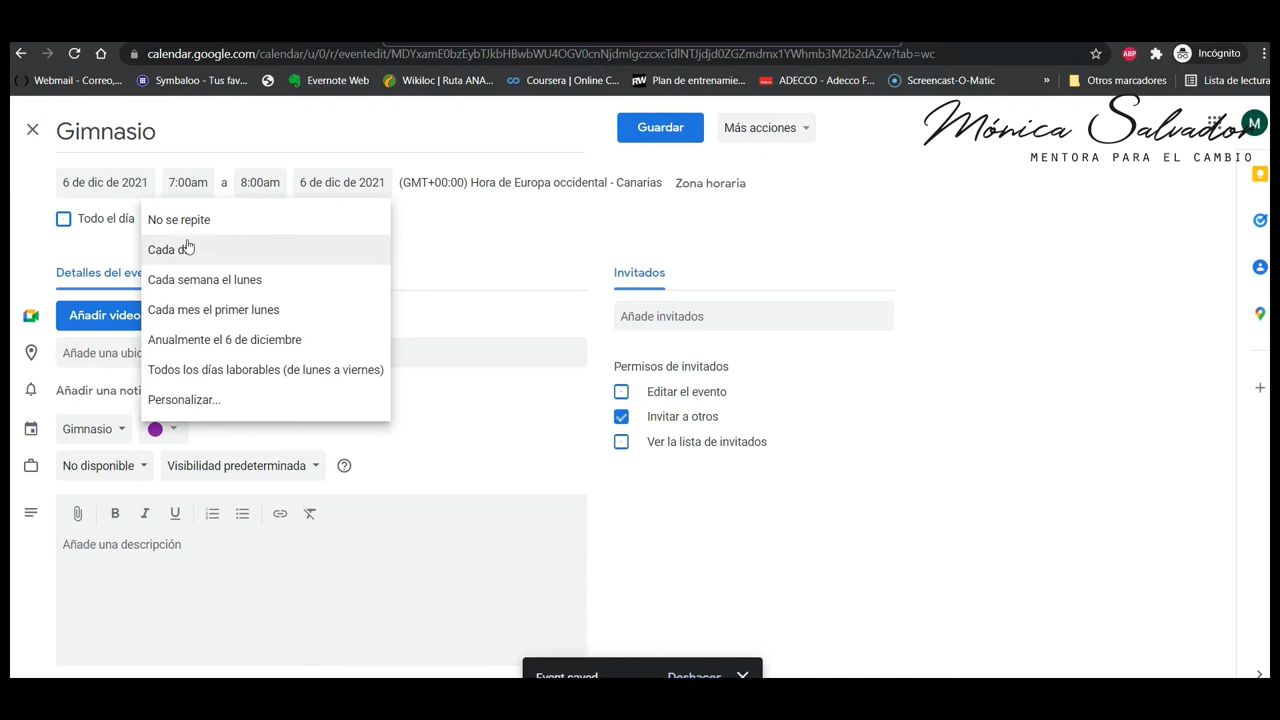 calendar.google.com/calendar/u/0/r/eventedit/MDYxamE0bzEybTJkbHBwbWU4OGV0cnNjdmlgczcxcTdlNTJjdjd0ZGZmdmx1YWhmb3M2b2dAZw?tab=wc
Incógnito
Webmail - Correo,...
Symbaloo - Tus fav...
Evernote Web
Wikiloc | Ruta ANA...
Coursera | Online C...
RW
Plan de entrenamie...
ADECCO - Adecco F...
Screencast-O-Matic
»
Otros marcadores
Lista de lectura
Gimnasio
Guardar
Más acciones
Mónica Salvador
MENTORA PARA EL CAMBIO
M
6 de dic de 2021
7:00am
a
8:00am
6 de dic de 2021
(GMT+00:00) Hora de Europa occidental - Canarias
Zona horaria
Todo el día
No se repite
Cada d
Cada semana el lunes
Cada mes el primer lunes
Anualmente el 6 de diciembre
Todos los días laborables (de lunes a viernes)
Personalizar...
Detalles del eve
Invitados
Añadir video
Añade invitados
Añade una ubic
Permisos de invitados
Añadir una noti
Editar el evento
Gimnasio
Invitar a otros
Ver la lista de invitados
No disponible
Visibilidad predeterminada
B
I
U
Añade una descripción
Event saved
Deshacer